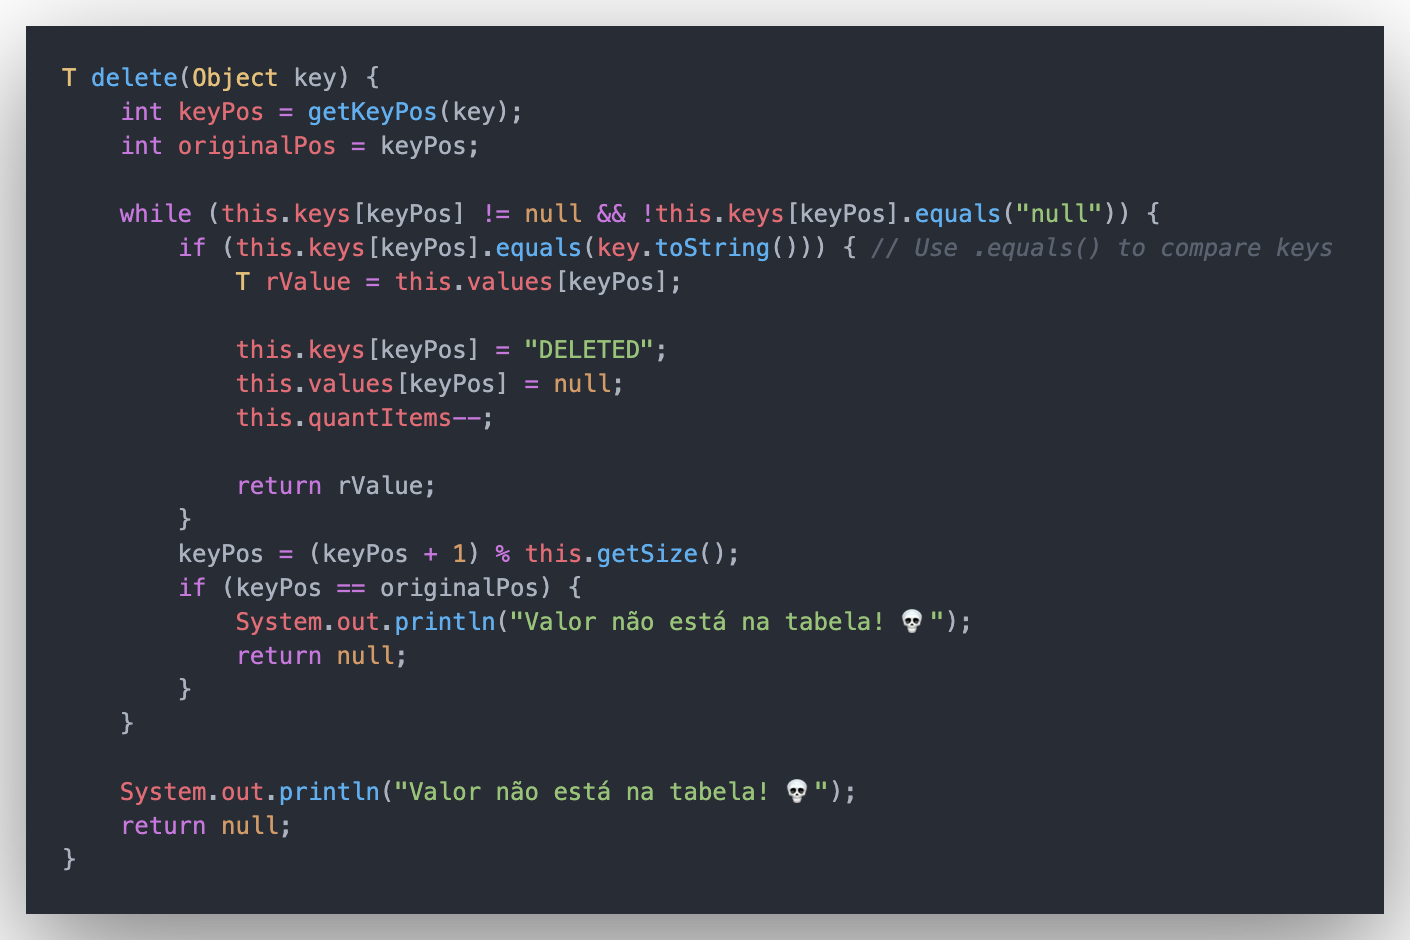 T delete(Object key) {
    int keyPos = getKeyPos(key);
    int originalPos = keyPos;

    while (this.keys[keyPos] != null && !this.keys[keyPos].equals("null")) {
        if (this.keys[keyPos].equals(key.toString())) { // Use .equals() to compare keys
            T rValue = this.values[keyPos];

            this.keys[keyPos] = "DELETED";
            this.values[keyPos] = null;
            this.quantItems--;

            return rValue;
        }
        keyPos = (keyPos + 1) % this.getSize();
        if (keyPos == originalPos) {
            System.out.println("Valor não está na tabela! 💀");
            return null;
        }
    }

    System.out.println("Valor não está na tabela! 💀");
    return null;
}